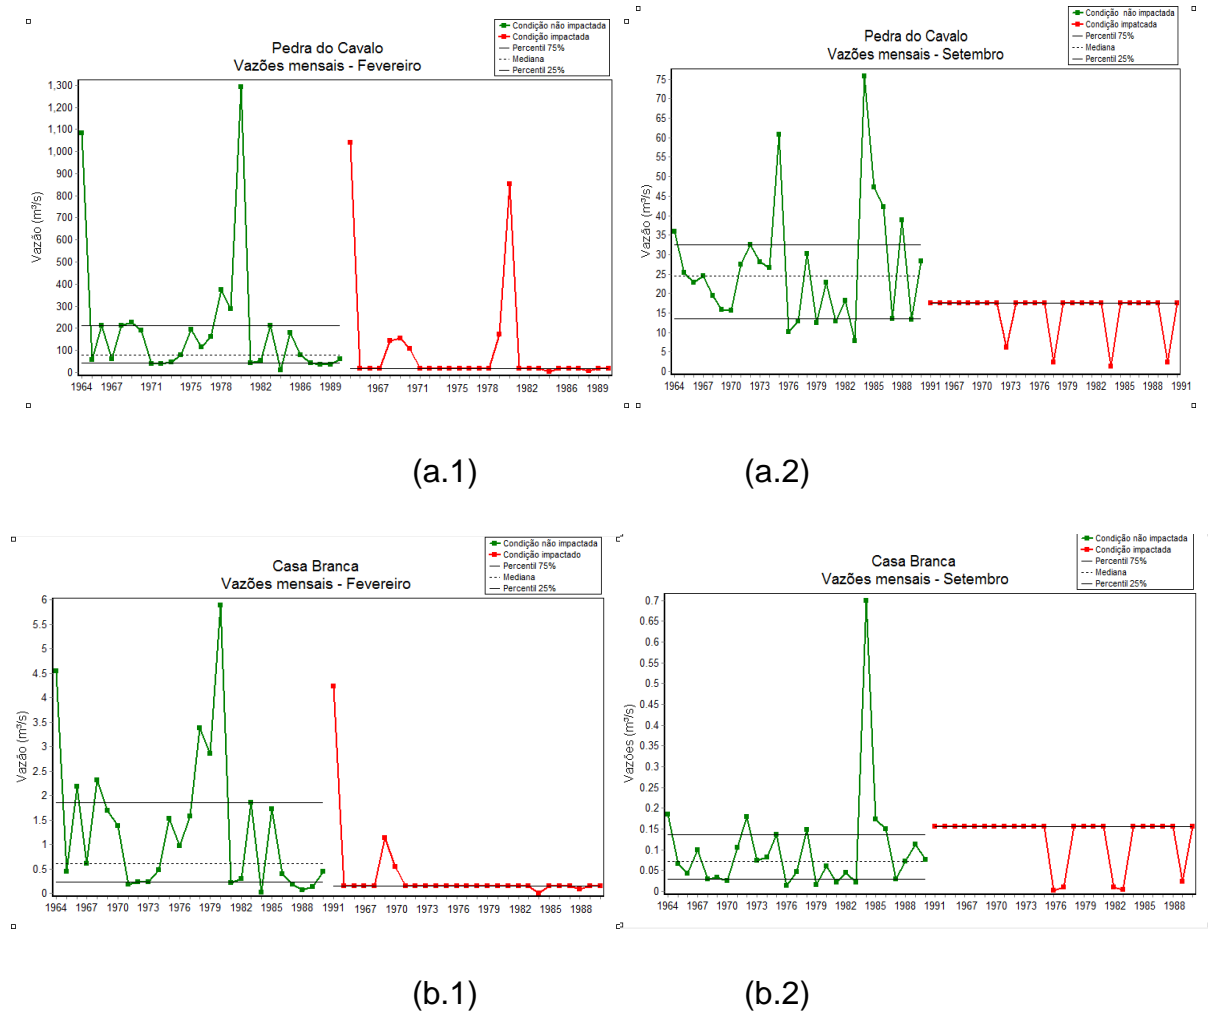 Condição não impactada
Condição impactada
Percentil 75%
Mediana
Percentil 25%
Pedra do Cavalo
Vazões mensais - Fevereiro
Vazão (m³/s)
1,300
1,200
1,100
1,000
900
800
700
600
500
400
300
200
100
0
1964 1967 1971 1975 1978 1982 1986 1989 1967 1971 1975 1978 1982 1986 1989
Condição não impactada
Condição impatcada
Percentil 75%
Mediana
Percentil 25%
Pedra do Cavalo
Vazões mensais - Setembro
Vazão (m³/s)
75
70
65
60
55
50
45
40
35
30
25
20
15
10
5
0
1964 1967 1970 1973 1976 1979 1982 1985 1988 1991 1967 1970 1973 1976 1979 1982 1985 1988 1991
(a.1) (a.2)
Condição não impactada
Condição impactado
Percentil 75%
Mediana
Percentil 25%
Casa Branca
Vazões mensais - Fevereiro
Vazão (m³/s)
6
5.5
5
4.5
4
3.5
3
2.5
2
1.5
1
0.5
0
1964 1967 1970 1973 1976 1979 1982 1985 1988 1991 1967 1970 1973 1976 1979 1982 1985 1988
Condição não impactada
Condição impactada
Percentil 75%
Mediana
Percentil 25%
Casa Branca
Vazões mensais - Setembro
Vazões (m³/s)
0.7
0.65
0.6
0.55
0.5
0.45
0.4
0.35
0.3
0.25
0.2
0.15
0.1
0.05
0
1964 1967 1970 1973 1976 1979 1982 1985 1988 1991 1967 1970 1973 1976 1979 1982 1985 1988
(b.1) (b.2)